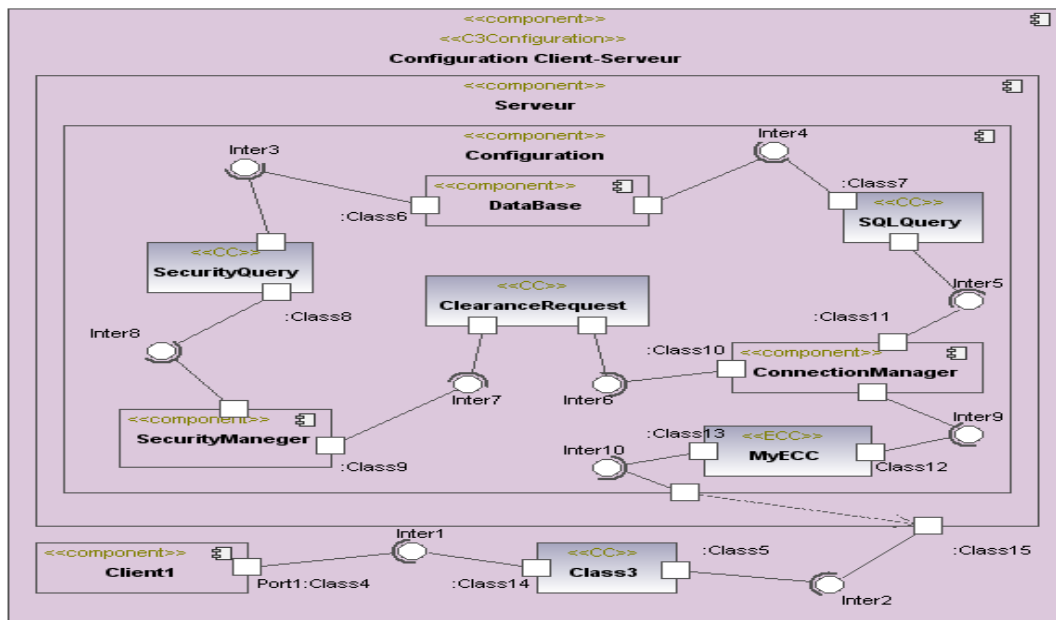 <<component>>
<<C3Configuration>>
Configuration Client-Serveur
<<component>>
Serveur
<<component>>
Configuration
Inter3
Inter4
<<component>>
DataBase
:Class6
:Class7
<<CC>>
SQLQuery
<<CC>>
SecurityQuery
:Class8
<<CC>>
ClearanceRequest
Inter5
:Class11
Inter8
:Class10
<<component>>
ConnectionManager
Inter7
Inter6
<<component>>
SecurityManeger
:Class9
Inter9
:Class13
<<ECC>>
MyECC
Inter10
Class12
Inter1
<<component>>
Client1
Port1:Class4
:Class14
<<CC>>
Class3
:Class5
:Class15
Inter2